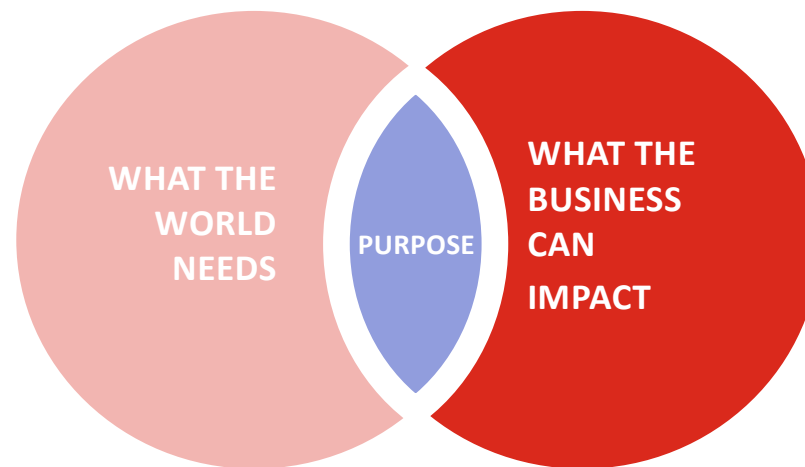 WHAT THE
WORLD
NEEDS
PURPOSE
WHAT THE
BUSINESS
CAN
IMPACT